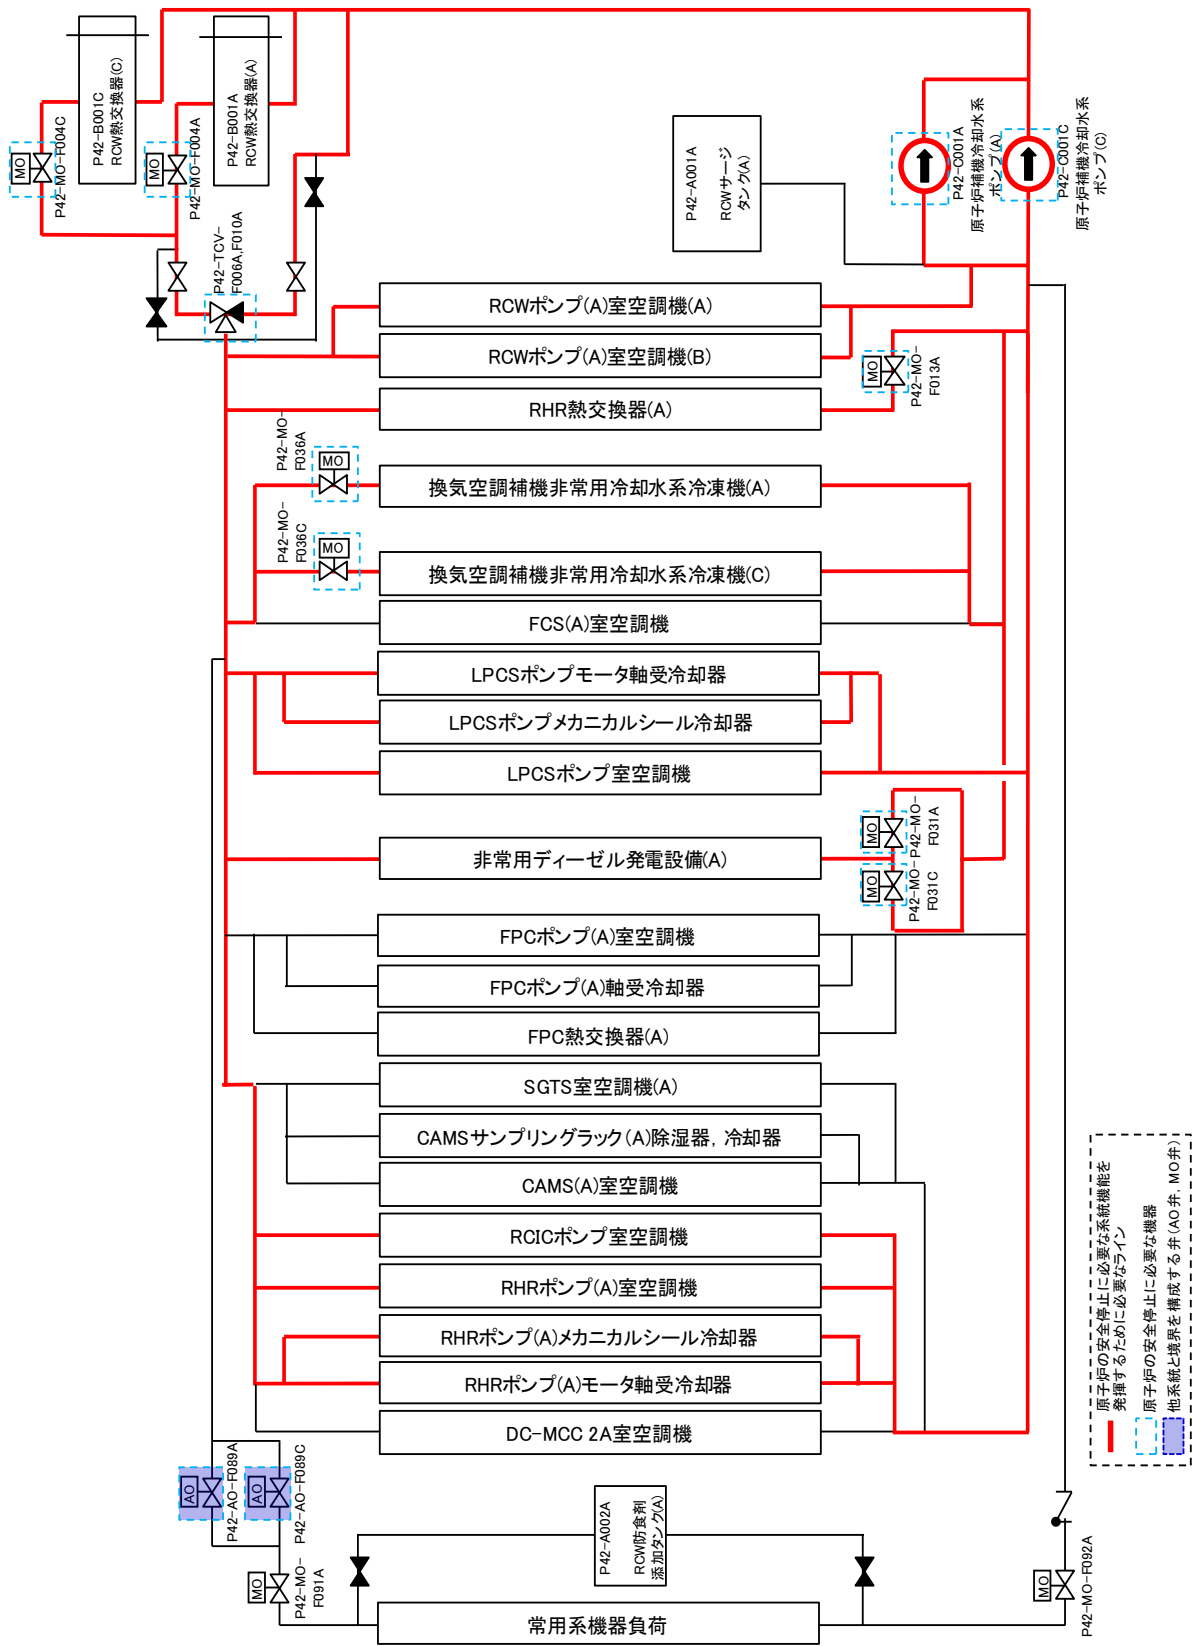 P42-B001C
RCW熱交換器(C)
P42-B001A
RCW熱交換器(A)
MO
P42-MO-F004C
MO
P42-MO-F004A
P42-TCV-
F006A,F010A
P42-A001A
RCWサージ
タンク(A)
P42-C001A
原子炉補機冷却水系
ポンプ(A)
P42-C001C
原子炉補機冷却水系
ポンプ(C)
RCWポンプ(A)室空調機(A)
RCWポンプ(A)室空調機(B)
MO
P42-MO-
F013A
RHR熱交換器(A)
P42-MO-
F036A
MO
換気空調補機非常用冷却水系冷凍機(A)
P42-MO-
F036C
MO
換気空調補機非常用冷却水系冷凍機(C)
FCS(A)室空調機
LPCSポンプモータ軸受冷却器
LPCSポンプメカニカルシール冷却器
LPCSポンプ室空調機
MO
P42-MO-
F031A
非常用ディーゼル発電設備(A)
MO
P42-MO-
F031C
FPCポンプ(A)室空調機
FPCポンプ(A)軸受冷却器
FPC熱交換器(A)
SGTS室空調機(A)
CAMSサンプリングラック(A)除湿器，冷却器
CAMS(A)室空調機
RCICポンプ室空調機
RHRポンプ(A)室空調機
RHRポンプ(A)メカニカルシール冷却器
RHRポンプ(A)モータ軸受冷却器
DC-MCC 2A室空調機
AO
P42-AO-F089A
AO
P42-AO-F089C
MO
P42-MO-
F091A
P42-A002A
RCW防食剤
添加タンク(A)
MO
P42-MO-F092A
常用系機器負荷
原子炉の安全停止に必要な系統機能を
発揮するために必要なライン
原子炉の安全停止に必要な機器
他系統と境界を構成する弁(AO弁，MO弁)